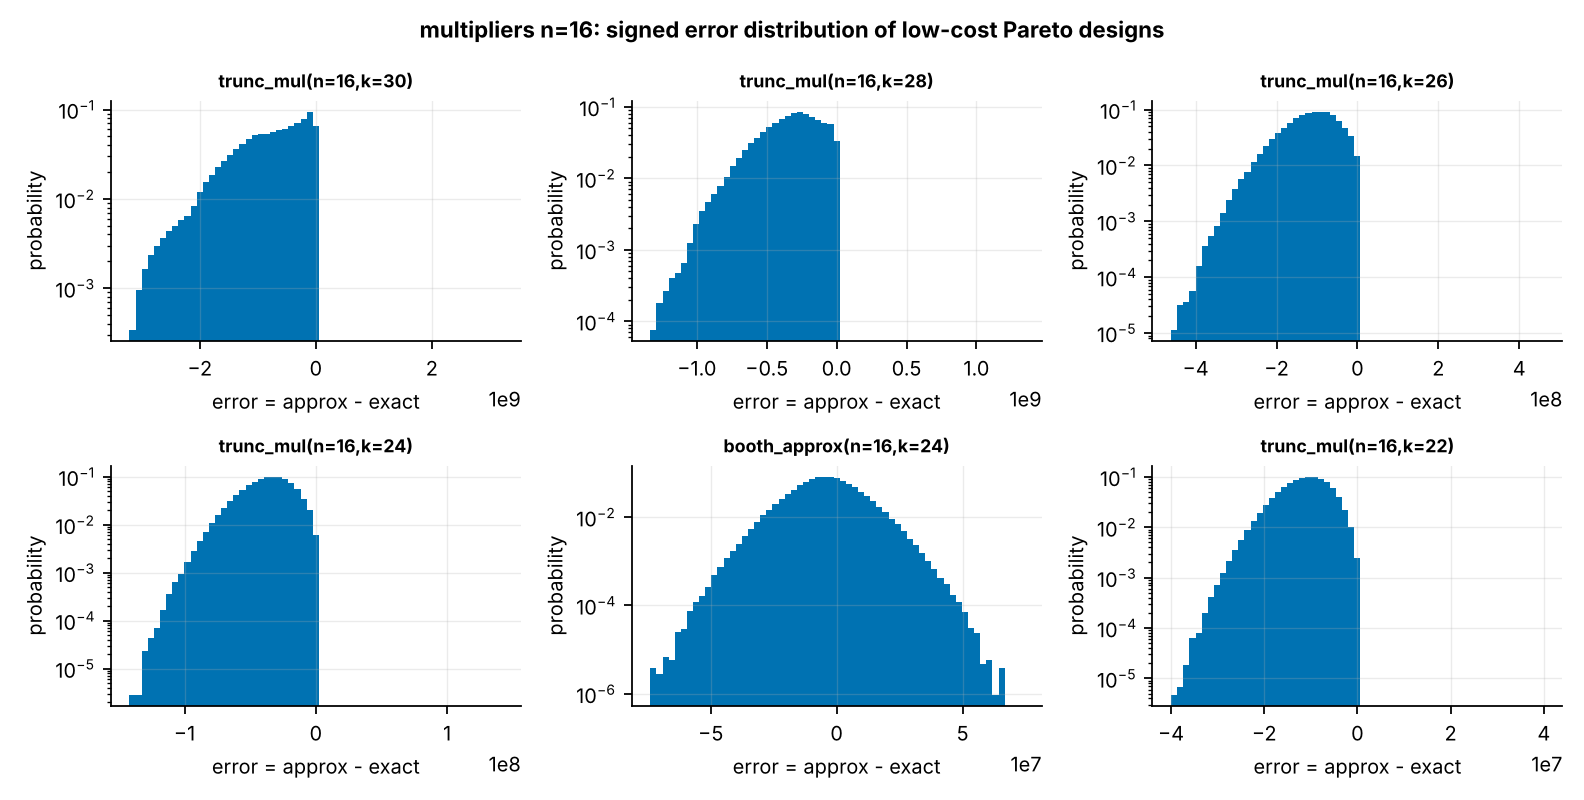 multipliers n=16: signed error distribution of low-cost Pareto designs
trunc_mul(n=16,k=30)
probability
10⁻¹
10⁻²
10⁻³
−2 0 2
error = approx - exact 1e9
trunc_mul(n=16,k=28)
probability
10⁻¹
10⁻²
10⁻³
10⁻⁴
−1.0 −0.5 0.0 0.5 1.0
error = approx - exact 1e9
trunc_mul(n=16,k=26)
probability
10⁻¹
10⁻²
10⁻³
10⁻⁴
10⁻⁵
−4 −2 0 2 4
error = approx - exact 1e8
trunc_mul(n=16,k=24)
probability
10⁻¹
10⁻²
10⁻³
10⁻⁴
10⁻⁵
−1 0 1
error = approx - exact 1e8
booth_approx(n=16,k=24)
probability
10⁻²
10⁻⁴
10⁻⁶
−5 0 5
error = approx - exact 1e7
trunc_mul(n=16,k=22)
probability
10⁻¹
10⁻²
10⁻³
10⁻⁴
10⁻⁵
−4 −2 0 2 4
error = approx - exact 1e7